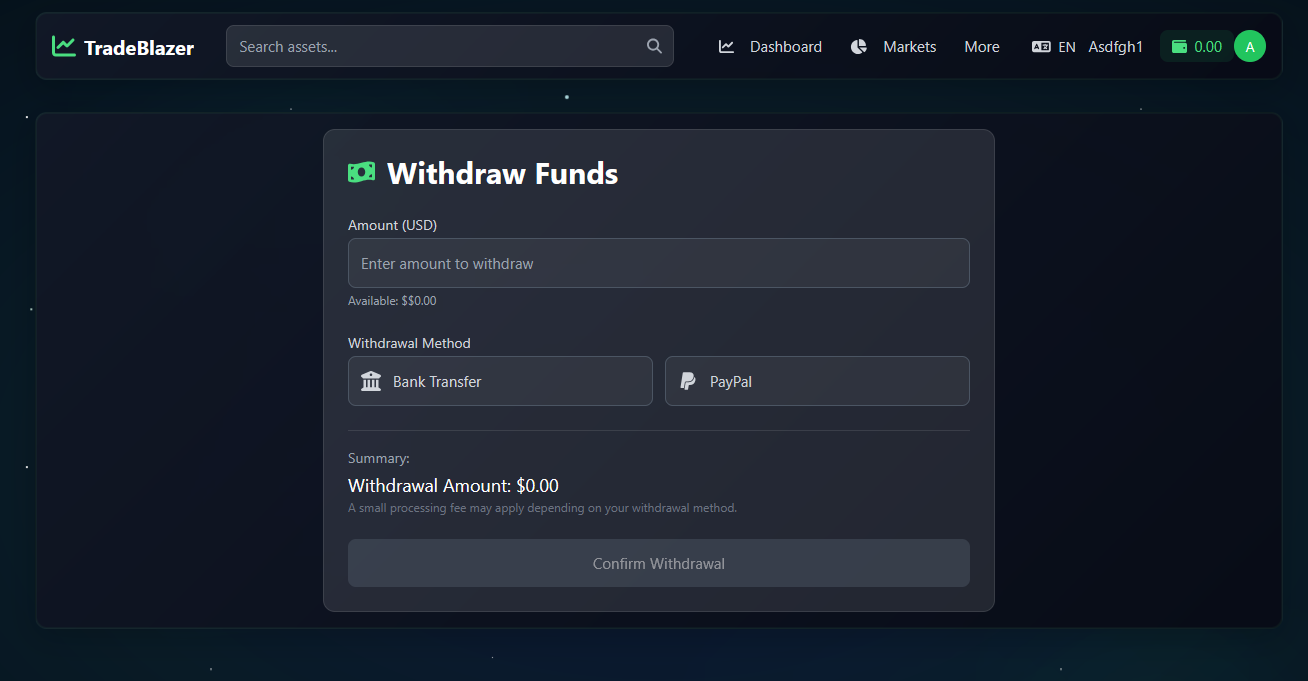 TradeBlazer
Search assets...
Dashboard
Markets
More
EN
Asdfgh1
0.00
A
Withdraw Funds
Amount (USD)
Enter amount to withdraw
Available: $$0.00
Withdrawal Method
Bank Transfer
PayPal
Summary:
Withdrawal Amount: $0.00
A small processing fee may apply depending on your withdrawal method.
Confirm Withdrawal